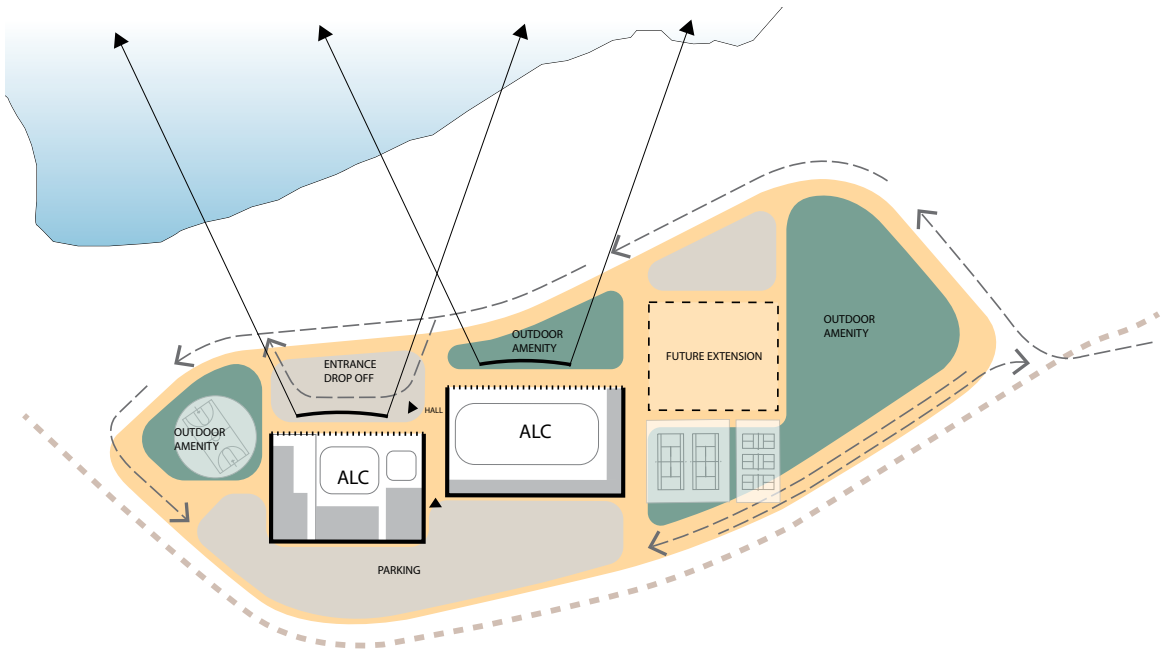 OUTDOOR
AMENITY
ENTRANCE
DROP OFF
OUTDOOR
AMENITY
FUTURE EXTENSION
HALL
OUTDOOR
AMENITY
ALC
ALC
PARKING